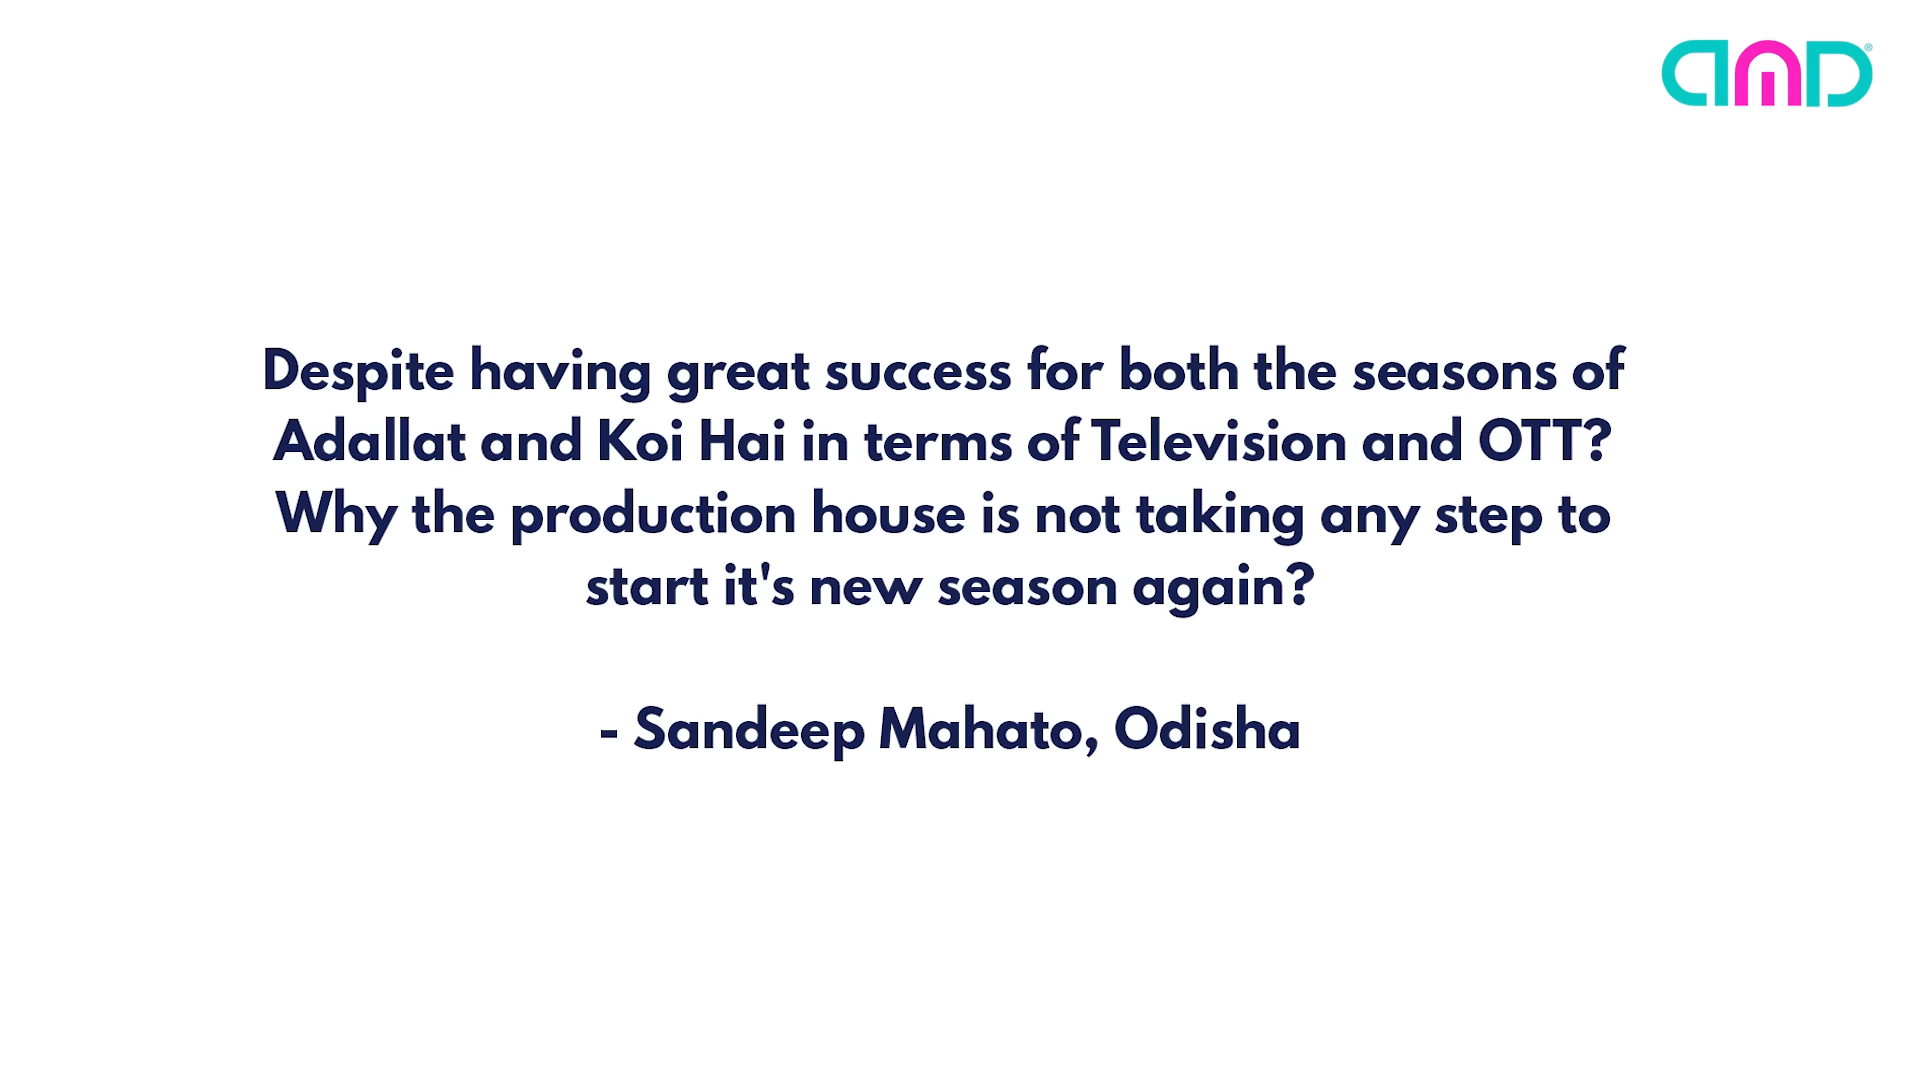 AMD®
Despite having great success for both the seasons of
Adallat and Koi Hai in terms of Television and OTT?
Why the production house is not taking any step to
start it's new season again?
- Sandeep Mahato, Odisha